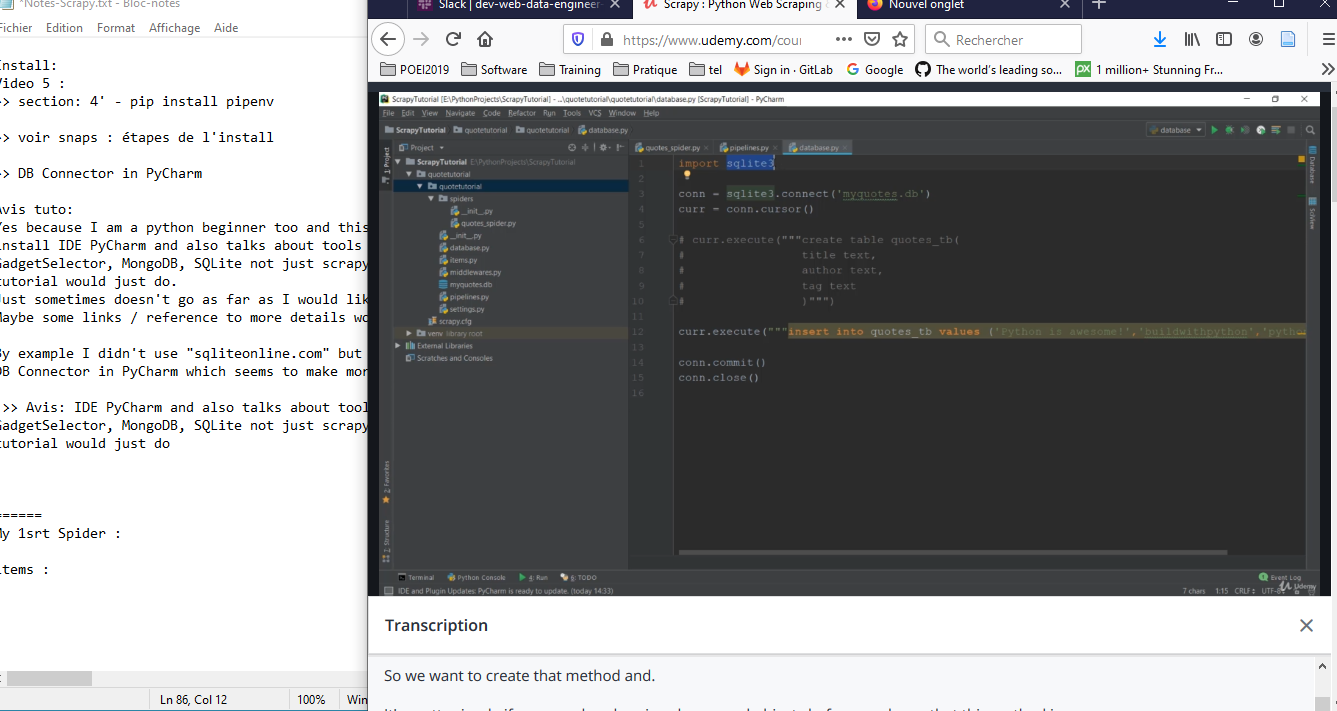 *Notes-Scrapy.txt - Bloc-notes
Fichier Edition Format Affichage Aide
Install:
Video 5 :
>> section: 4' - pip install pipenv
>> voir snaps : étapes de l'install
>> DB Connector in PyCharm
Avis tuto:
Yes because I am a python beginner too and this
install IDE PyCharm and also talks about tools
GadgetSelector, MongoDB, SQLite not just scrapy
tutorial would just do.
Just sometimes doesn't go as far as I would lik
Maybe some links / reference to more details wo
By example I didn't use "sqliteonline.com" but
DB Connector in PyCharm which seems to make mor
>> Avis: IDE PyCharm and also talks about tool
GadgetSelector, MongoDB, SQLite not just scrapy
tutorial would just do
======
My 1srt Spider :
items :
Ln 86, Col 12 100% Win
Slack | dev-web-data-engineer- Scrapy : Python Web Scraping & Nouvel onglet
https://www.udemy.com/cour Rechercher
POEI2019 Software Training Pratique tel Sign in · GitLab Google The world's leading so... PX 1 million+ Stunning Fr...
ScrapyTutorial [E:\PythonProjects\ScrapyTutorial] - ...\quotetutorial\quotetutorial\database.py [ScrapyTutorial] - PyCharm
File Edit View Navigate Code Refactor Run Tools VCS Window Help
ScrapyTutorial quotetutorial quotetutorial database.py database
Project quotes_spider.py pipelines.py database.py
1: Project
ScrapyTutorial E:\PythonProjects\ScrapyTutorial
quotetutorial
quotetutorial
spiders
__init__.py
quotes_spider.py
__init__.py
database.py
items.py
middlewares.py
myquotes.db
pipelines.py
settings.py
scrapy.cfg
venv library root
External Libraries
Scratches and Consoles
2: Favorites
Z: Structure
1 import sqlite3
2
3 conn = sqlite3.connect('myquotes.db')
4 curr = conn.cursor()
5
6 # curr.execute("""create table quotes_tb(
7 # title text,
8 # author text,
9 # tag text
10 # )""")
11
12 curr.execute("""insert into quotes_tb values ('Python is awesome!','buildwithpython','pyth…
13
14 conn.commit()
15 conn.close()
16
Database
SciView
Terminal Python Console 4: Run 6: TODO Event Log
IDE and Plugin Updates: PyCharm is ready to update. (today 14:33) 7 chars 1:15 CRLF UTF-8
Udemy
Transcription
So we want to create that method and.